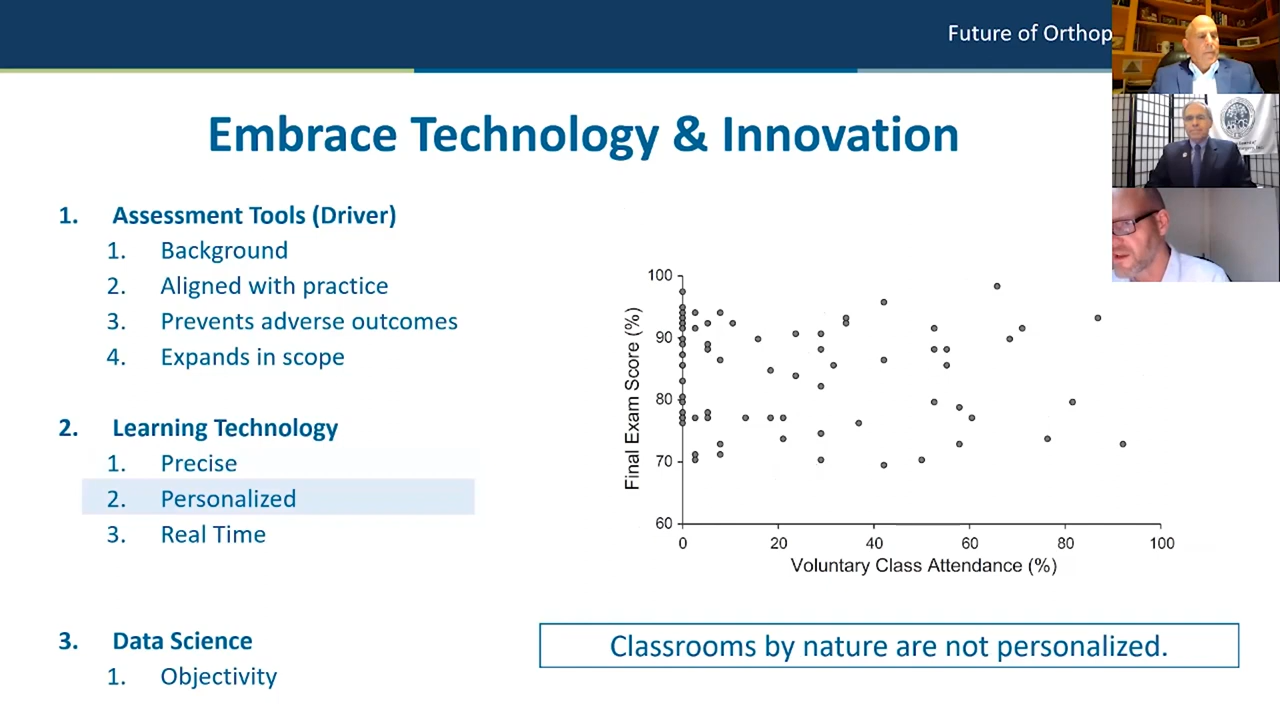 Future of Orthop
Embrace Technology & Innovation
1. Assessment Tools (Driver)
1. Background
2. Aligned with practice
3. Prevents adverse outcomes
4. Expands in scope
2. Learning Technology
1. Precise
2. Personalized
3. Real Time
3. Data Science
1. Objectivity
Final Exam Score (%)
100
90
80
70
60
0 20 40 60 80 100
Voluntary Class Attendance (%)
Classrooms by nature are not personalized.